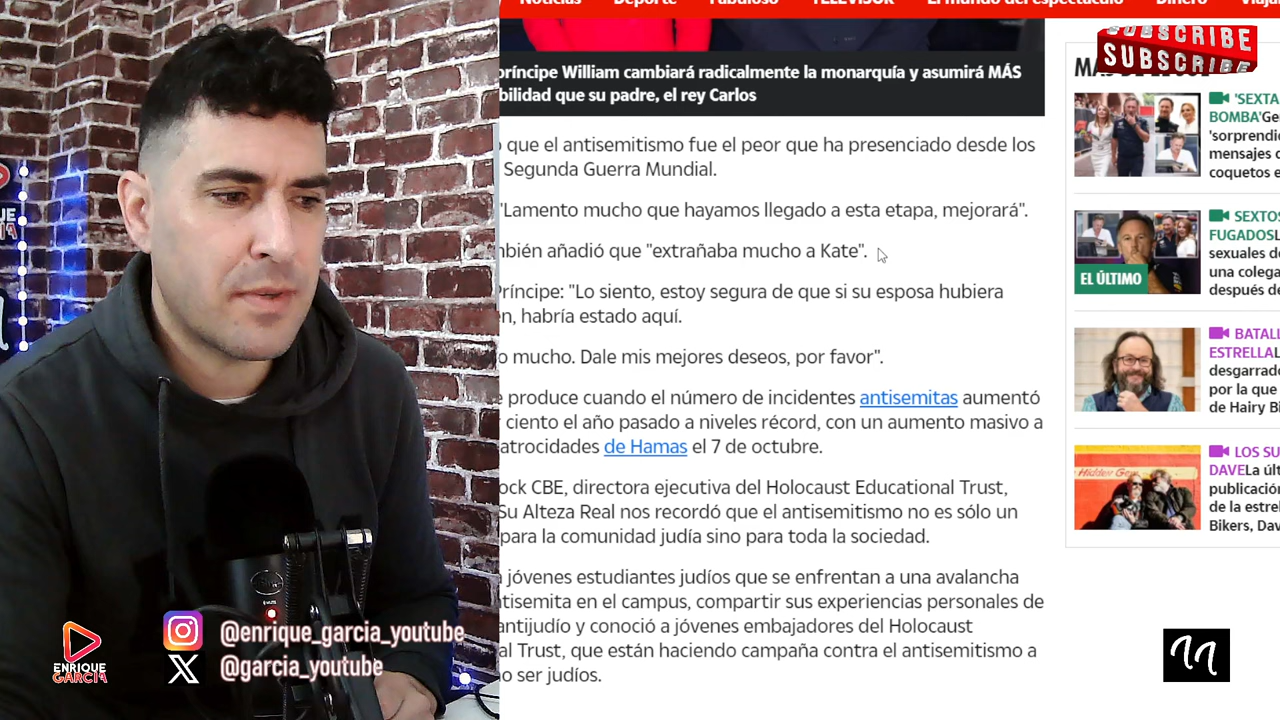 Noticias Deporte Fabuloso TELEVISOR El mundo del espectáculo Dinero
SUBSCRIBE
SUBSCRIBE
príncipe William cambiará radicalmente la monarquía y asumirá MÁS
bilidad que su padre, el rey Carlos
que el antisemitismo fue el peor que ha presenciado desde los
Segunda Guerra Mundial.
"Lamento mucho que hayamos llegado a esta etapa, mejorará".
mbién añadió que "extrañaba mucho a Kate".
Príncipe: "Lo siento, estoy segura de que si su esposa hubiera
n, habría estado aquí.
o mucho. Dale mis mejores deseos, por favor".
e produce cuando el número de incidentes antisemitas aumentó
ciento el año pasado a niveles récord, con un aumento masivo a
atrocidades de Hamas el 7 de octubre.
ock CBE, directora ejecutiva del Holocaust Educational Trust,
Su Alteza Real nos recordó que el antisemitismo no es sólo un
para la comunidad judía sino para toda la sociedad.
a jóvenes estudiantes judíos que se enfrentan a una avalancha
ntisemita en el campus, compartir sus experiencias personales de
antijudío y conoció a jóvenes embajadores del Holocaust
al Trust, que están haciendo campaña contra el antisemitismo a
o ser judíos.
'SEXTA
BOMBA'Ge
'sorprendi
mensajes d
coquetos e
SEXTOS
FUGADOSL
sexuales d
una colega
después de
EL ÚLTIMO
BATALL
ESTRELLAL
desgarrado
por la que
de Hairy Bi
LOS SU
DAVELa últ
publicación
de la estrel
Bikers, Dav
@enrique_garcia_youtube
@garcia_youtube
ENRIQUE
GARCIA